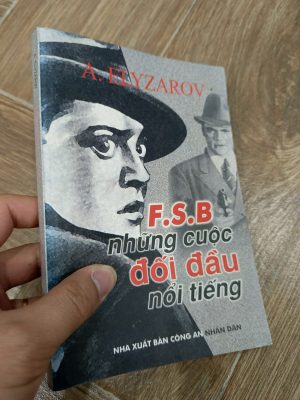 A. ELYZAROV
F.S.B
những cuộc
đối đầu
nổi tiếng
NHÀ XUẤT BẢN CÔNG AN NHÂN DÂN